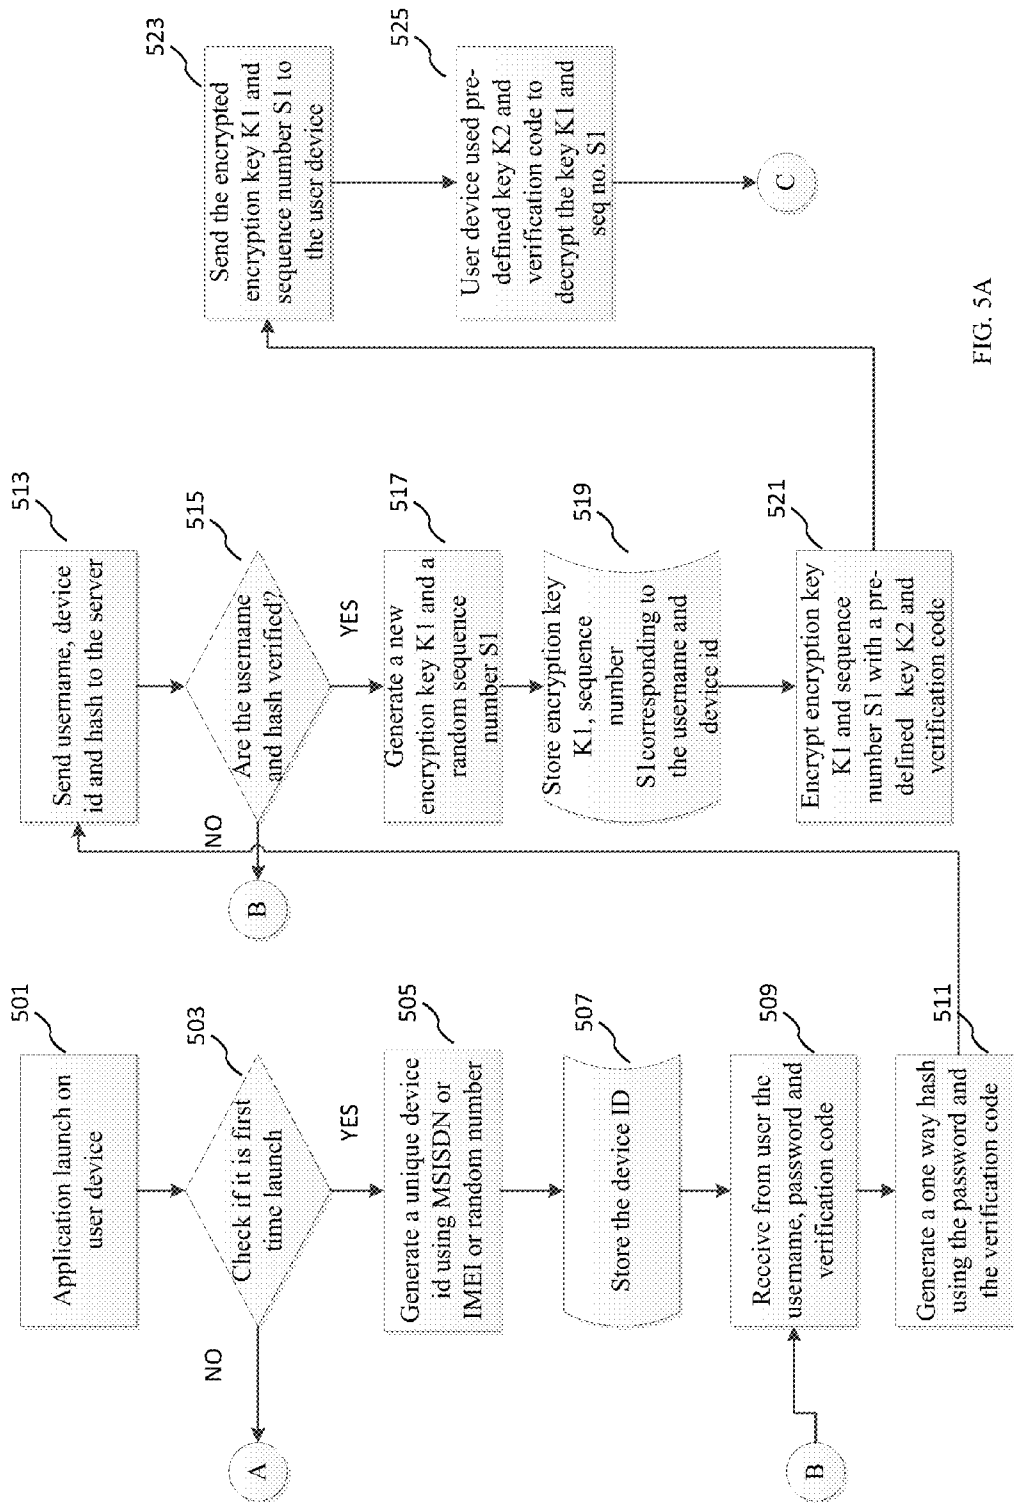 501
Application launch on
user device
503
Check if it is first
time launch
NO
A
YES
505
Generate a unique device
id using MSISDN or
IMEI or random number
507
Store the device ID
509
Receive from user the
username, password and
verification code
B
511
Generate a one way hash
using the password and
the verification code
513
Send username, device
id and hash to the server
515
Are the username
and hash verified?
NO
B
YES
517
Generate a new
encryption key K1 and a
random sequence
number S1
519
Store encryption key
K1, sequence
number
S1corresponding to
the username and
device id
521
Encrypt encryption key
K1 and sequence
number S1 with a pre-
defined key K2 and
verification code
523
Send the encrypted
encryption key K1 and
sequence number S1 to
the user device
525
User device used pre-
defined key K2 and
verification code to
decrypt the key K1 and
seq no. S1
C
FIG. 5A